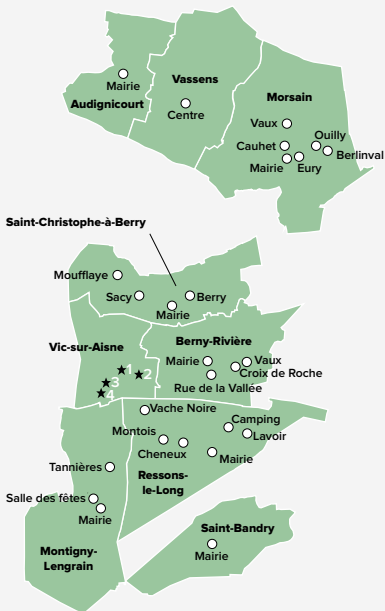 Mairie
Audignicourt
Vassens
Centre
Morsain
Vaux
Ouilly
Cauhet
Berlinval
Mairie
Eury
Saint-Christophe-à-Berry
Moufflaye
Sacy
Berry
Mairie
Vic-sur-Aisne
1
2
3
4
Berny-Rivière
Mairie
Vaux
Croix de Roche
Rue de la Vallée
Vache Noire
Camping
Montois
Lavoir
Cheneux
Mairie
Ressons-
le-Long
Tannières
Salle des fêtes
Mairie
Montigny-
Lengrain
Saint-Bandry
Mairie